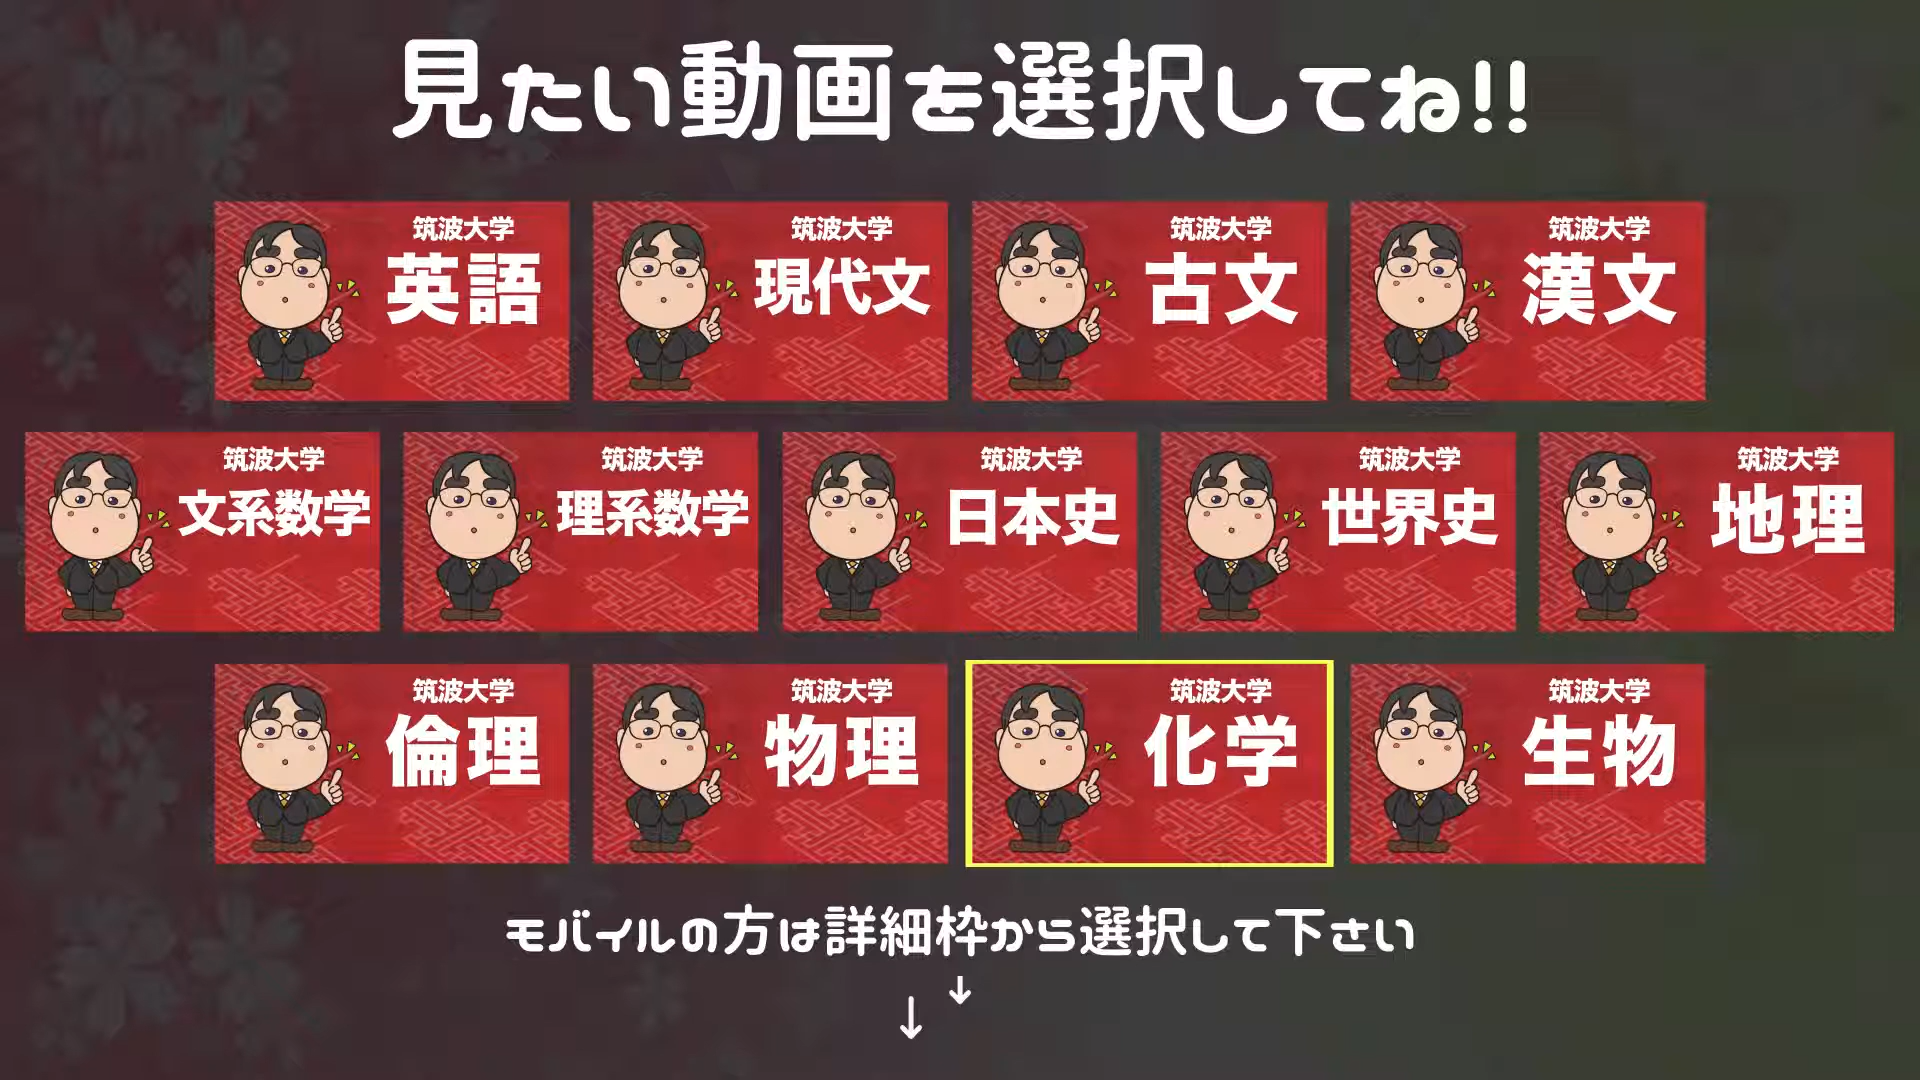 見たい動画を選択してね!!
筑波大学
英語
筑波大学
現代文
筑波大学
古文
筑波大学
漢文
筑波大学
文系数学
筑波大学
理系数学
筑波大学
日本史
筑波大学
世界史
筑波大学
地理
筑波大学
倫理
筑波大学
物理
筑波大学
化学
筑波大学
生物
モバイルの方は詳細枠から選択して下さい
↓
↓